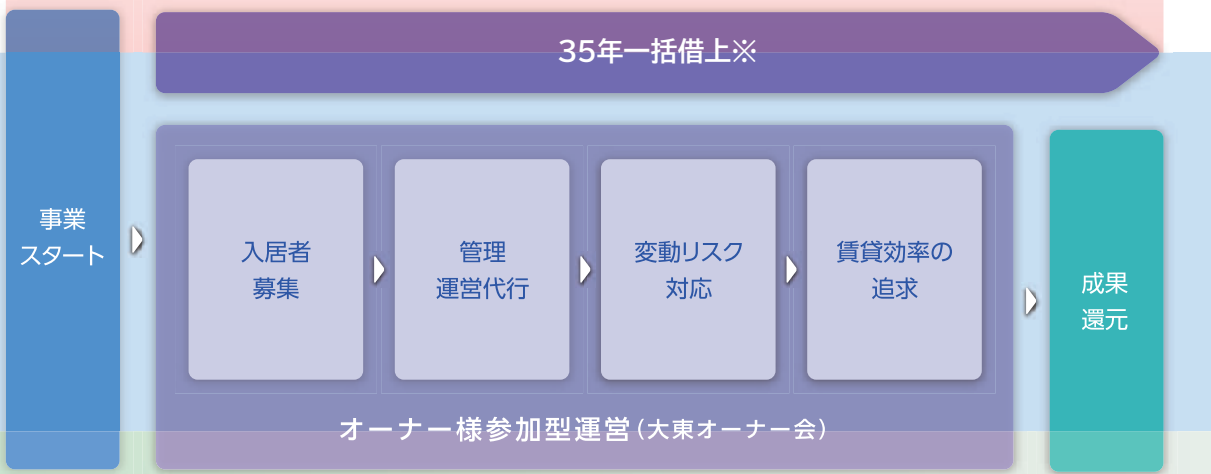 35年一括借上※
事業
スタート
入居者
募集
管理
運営代行
変動リスク
対応
賃貸効率の
追求
成果
還元
オーナー様参加型運営(大東オーナー会)